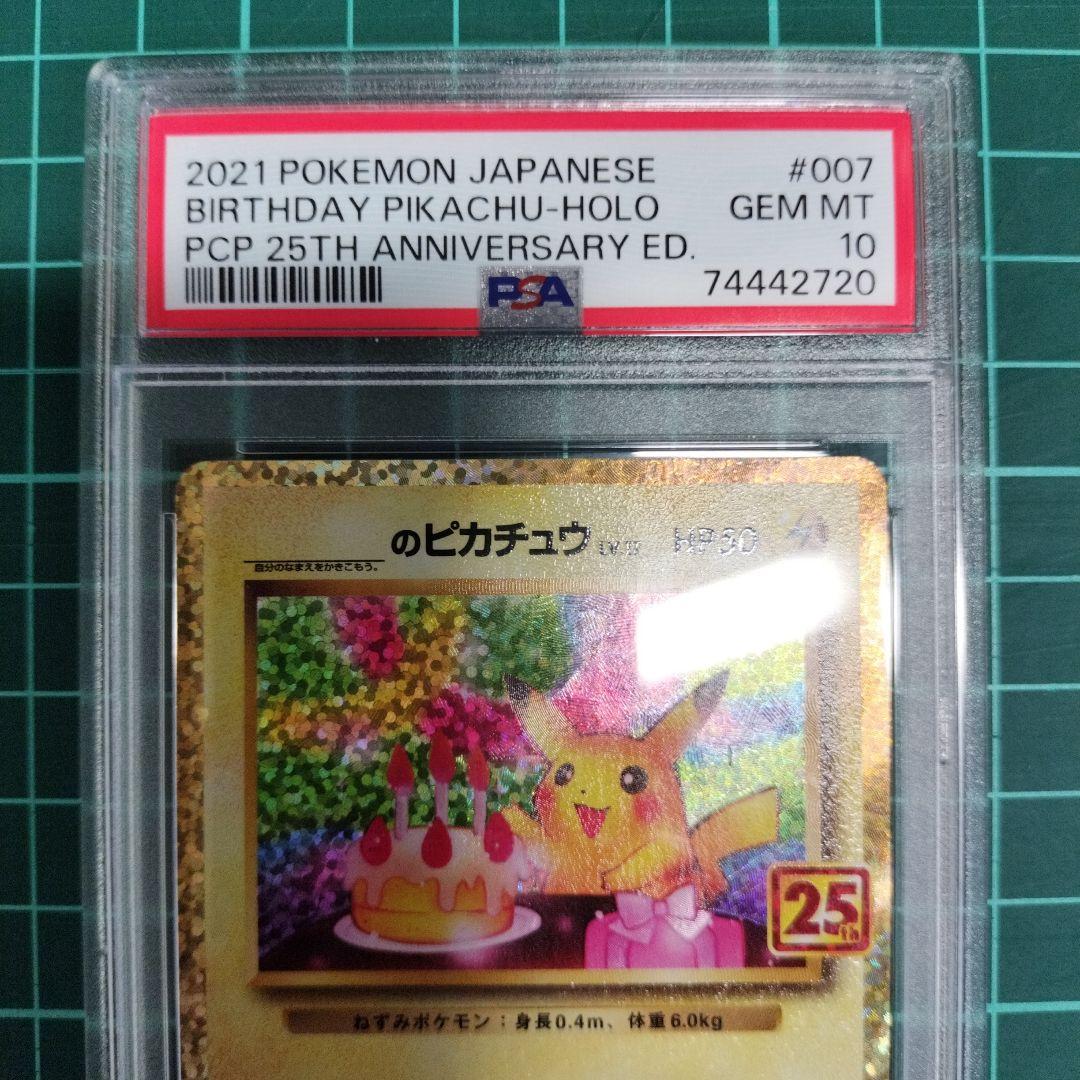 2021 POKEMON JAPANESE #007
BIRTHDAY PIKACHU-HOLO GEM MT
PCP 25TH ANNIVERSARY ED. 10
PSA 74442720
のピカチュウ HP50
自分のなまえをかきこもう。
25th
ねずみポケモン：身長0.4m、体重6.0kg